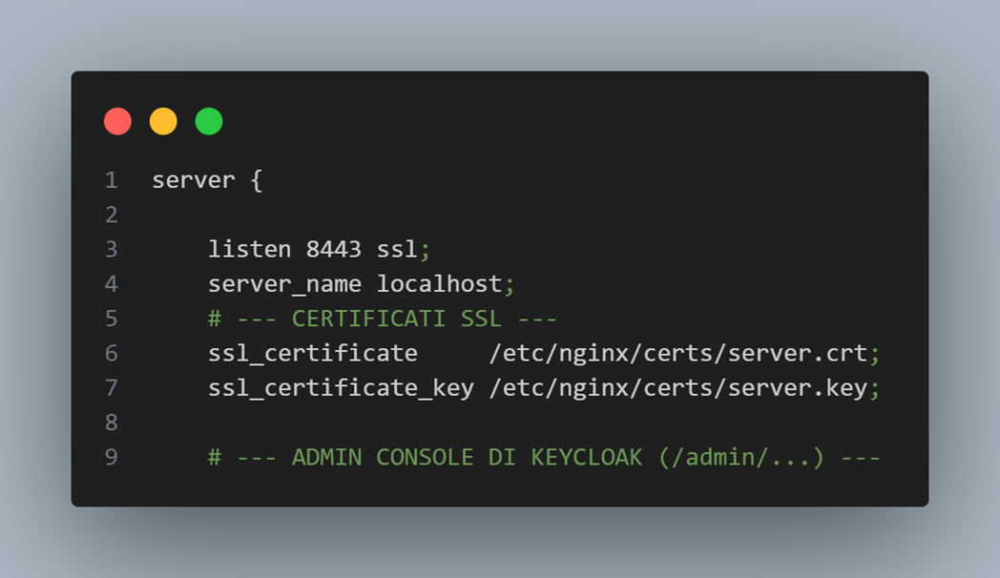 1 server {
2
3     listen 8443 ssl;
4     server_name localhost;
5     # --- CERTIFICATI SSL ---
6     ssl_certificate     /etc/nginx/certs/server.crt;
7     ssl_certificate_key /etc/nginx/certs/server.key;
8
9     # --- ADMIN CONSOLE DI KEYCLOAK (/admin/...) ---